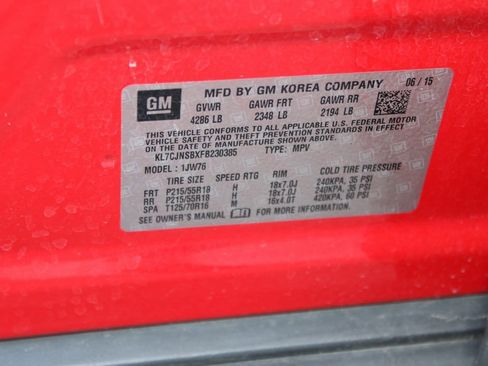 GM MFD BY GM KOREA COMPANY 06/15
GVWR GAWR FRT GAWR RR
4286 LB 2348 LB 2194 LB
THIS VEHICLE CONFORMS TO ALL APPLICABLE U.S. FEDERAL MOTOR
VEHICLE SAFETY AND THEFT PREVENTION STANDARDS IN EFFECT ON
THE DATE OF MANUFACTURE SHOWN ABOVE.
KL7CJNSBXFB230385 TYPE: MPV
MODEL: 1JW76
TIRE SIZE SPEED RTG RIM COLD TIRE PRESSURE
FRT P215/55R18 H 18x7.0J 240KPA, 35 PSI
RR P215/55R18 H 18x7.0J 240KPA, 35 PSI
SPA T125/70R16 M 16x4.0T 420KPA, 60 PSI
SEE OWNER'S MANUAL FOR MORE INFORMATION.